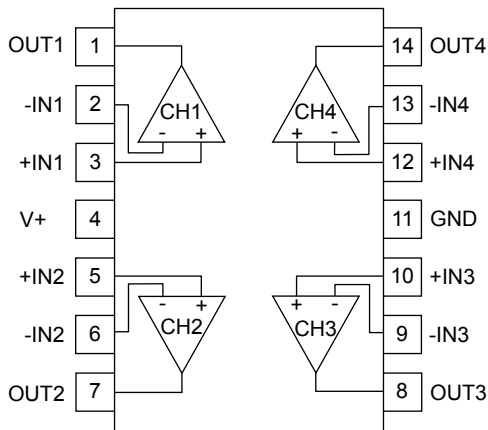 OUT1 1 14 OUT4
-IN1 2 CH1 CH4 13 -IN4
- + + -
+IN1 3 12 +IN4
V+ 4 11 GND
+IN2 5 10 +IN3
- + + -
-IN2 6 CH2 CH3 9 -IN3
OUT2 7 8 OUT3